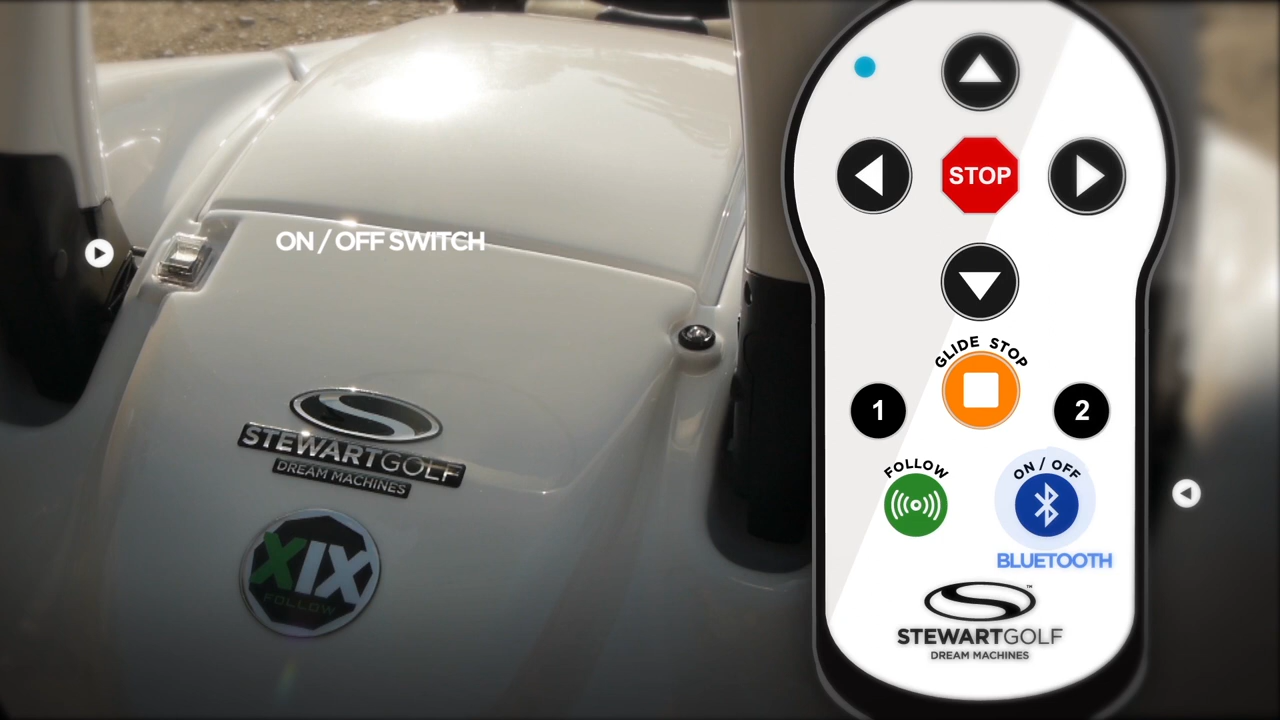 ON / OFF SWITCH
STEWARTGOLF
DREAM MACHINES
XIX
FOLLOW
STOP
GLIDE STOP
1
2
FOLLOW
ON / OFF
BLUETOOTH
™
STEWARTGOLF
DREAM MACHINES